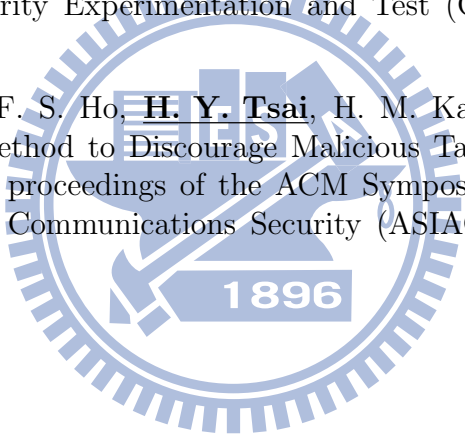 rity Experimentation and Test (
F. S. Ho, H. Y. Tsai, H. M. Ka
ethod to Discourage Malicious Ta
proceedings of the ACM Sympos
Communications Security (ASIA
ES
1896